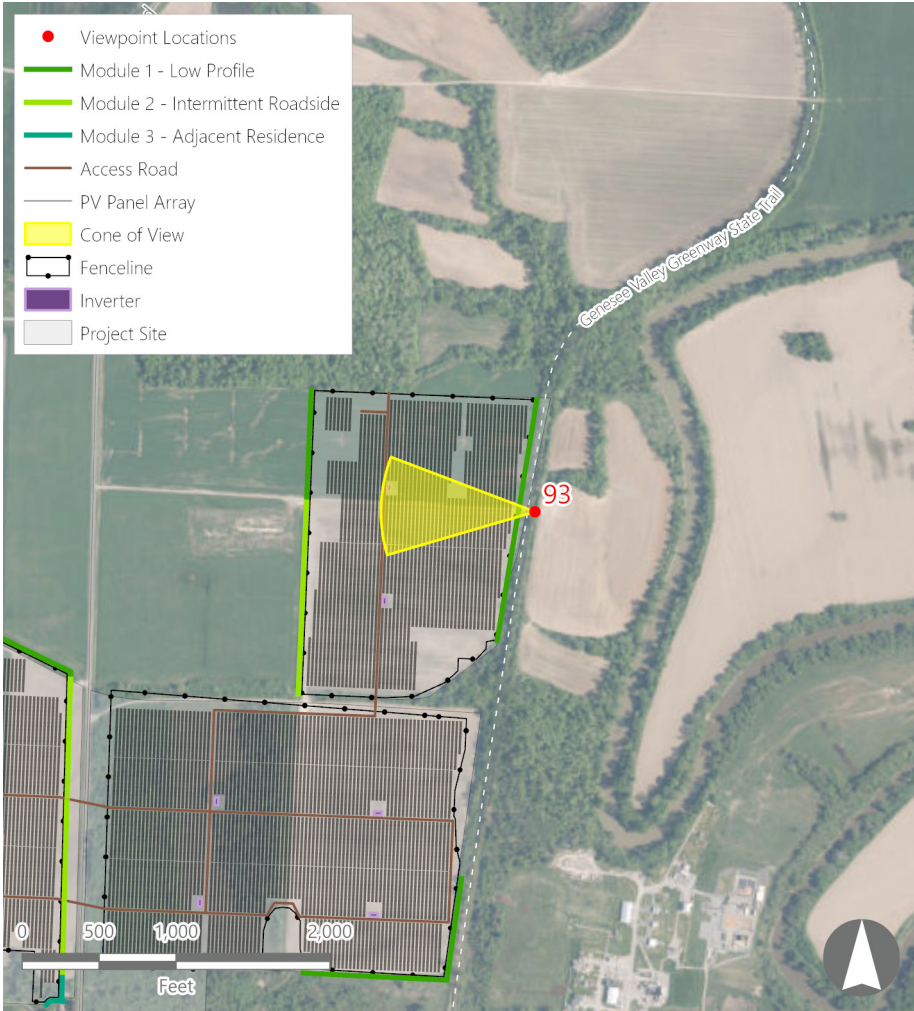 Viewpoint Locations
Module 1 - Low Profile
Module 2 - Intermittent Roadside
Module 3 - Adjacent Residence
Access Road
PV Panel Array
Cone of View
Fenceline
Inverter
Project Site
Genesee Valley Greenway State Trail
93
0 500 1,000 2,000
Feet